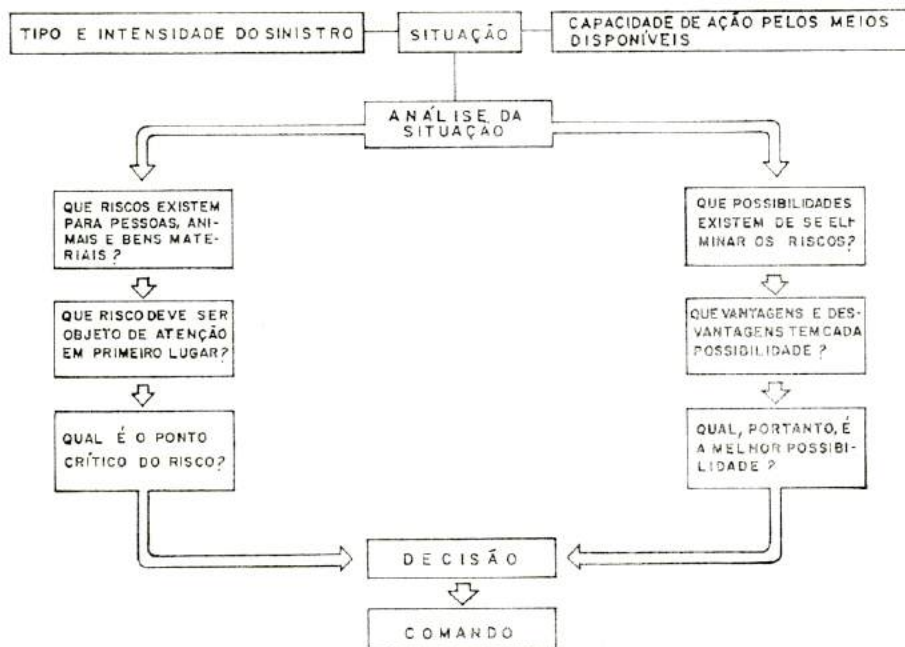 TIPO E INTENSIDADE DO SINISTRO
SITUAÇÃO
CAPACIDADE DE AÇÃO PELOS MEIOS
DISPONÍVEIS
ANÁLISE DA
SITUAÇÃO
QUE RISCOS EXISTEM
PARA PESSOAS, ANI-
MAIS E BENS MATE-
RIAIS?
QUE RISCO DEVE SER
OBJETO DE ATENÇÃO
EM PRIMEIRO LUGAR?
QUAL É O PONTO
CRÍTICO DO RISCO?
QUE POSSIBILIDADES
EXISTEM DE SE ELI-
MINAR OS RISCOS?
QUE VANTAGENS E DES-
VANTAGENS TEM CADA
POSSIBILIDADE?
QUAL, PORTANTO, É
A MELHOR POSSIBI-
LIDADE?
DECISÃO
COMANDO